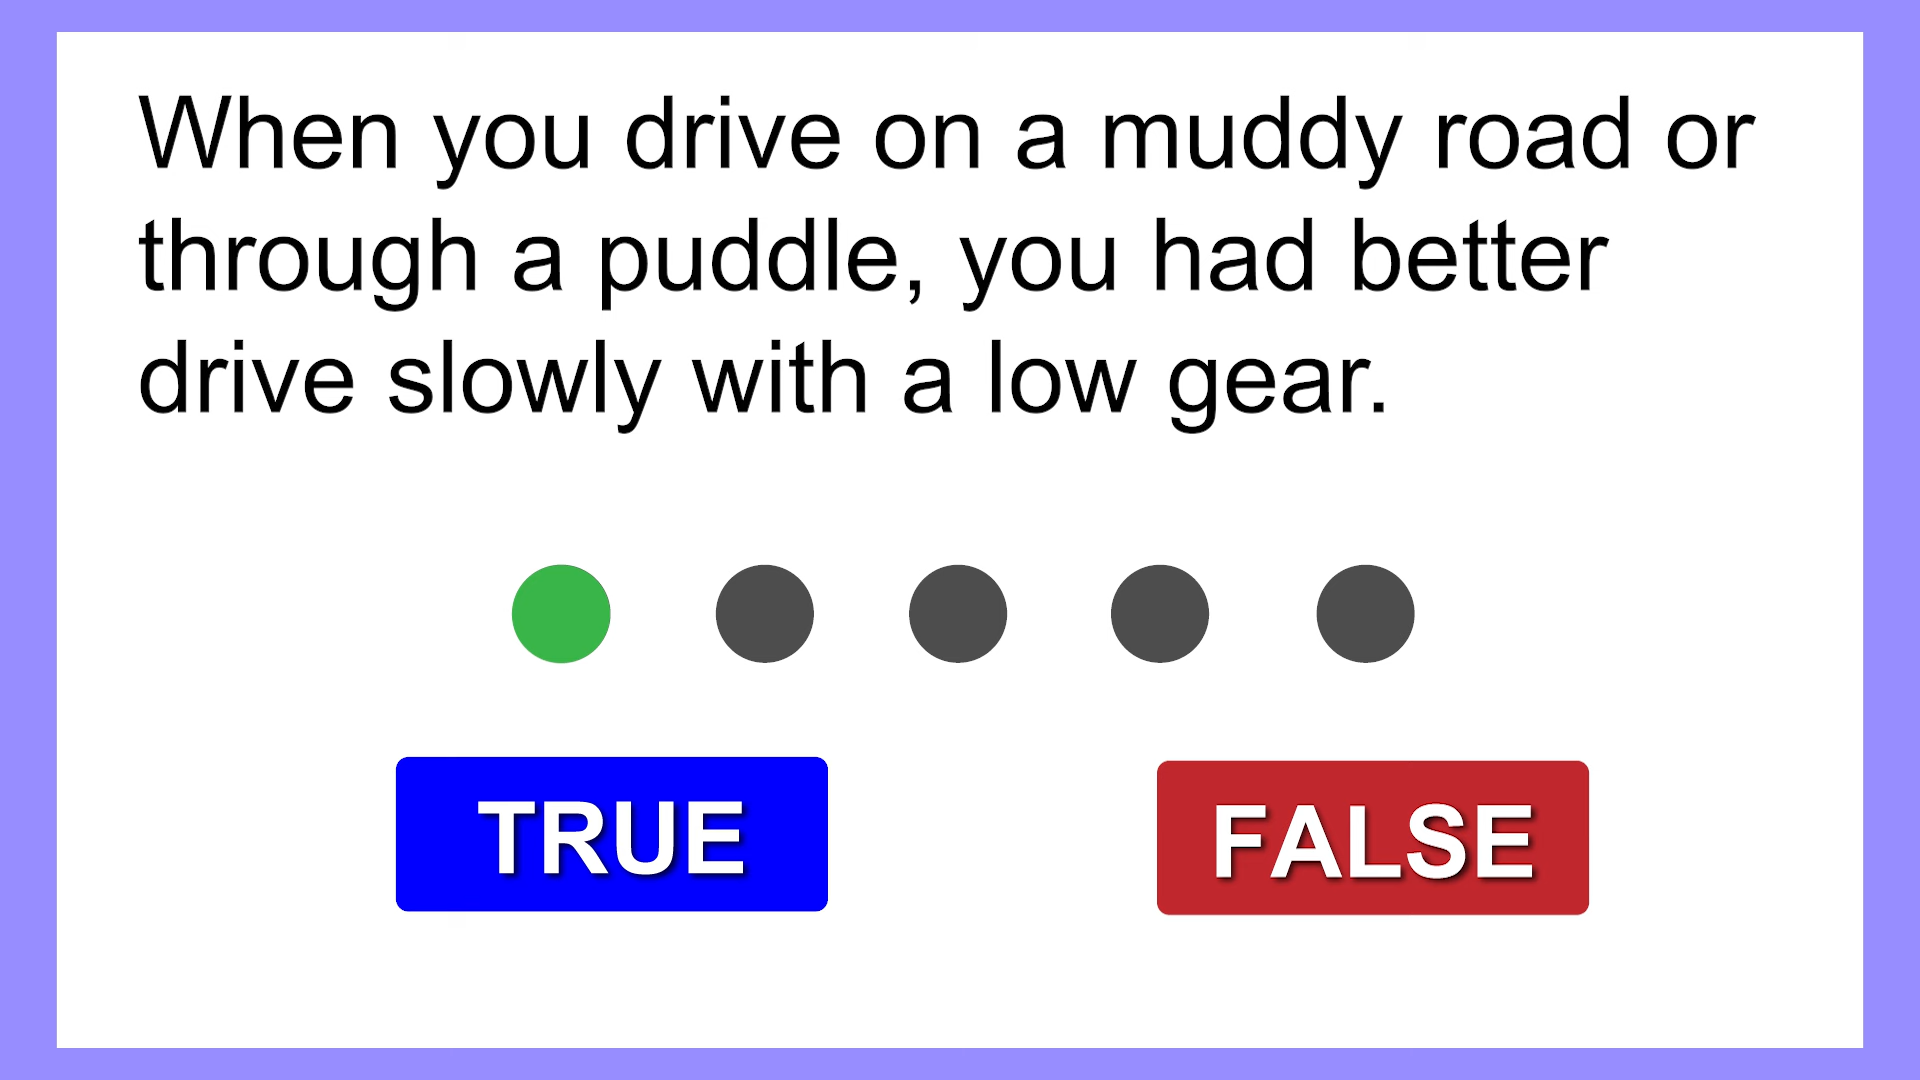 When you drive on a muddy road or
through a puddle, you had better
drive slowly with a low gear.
TRUE
FALSE